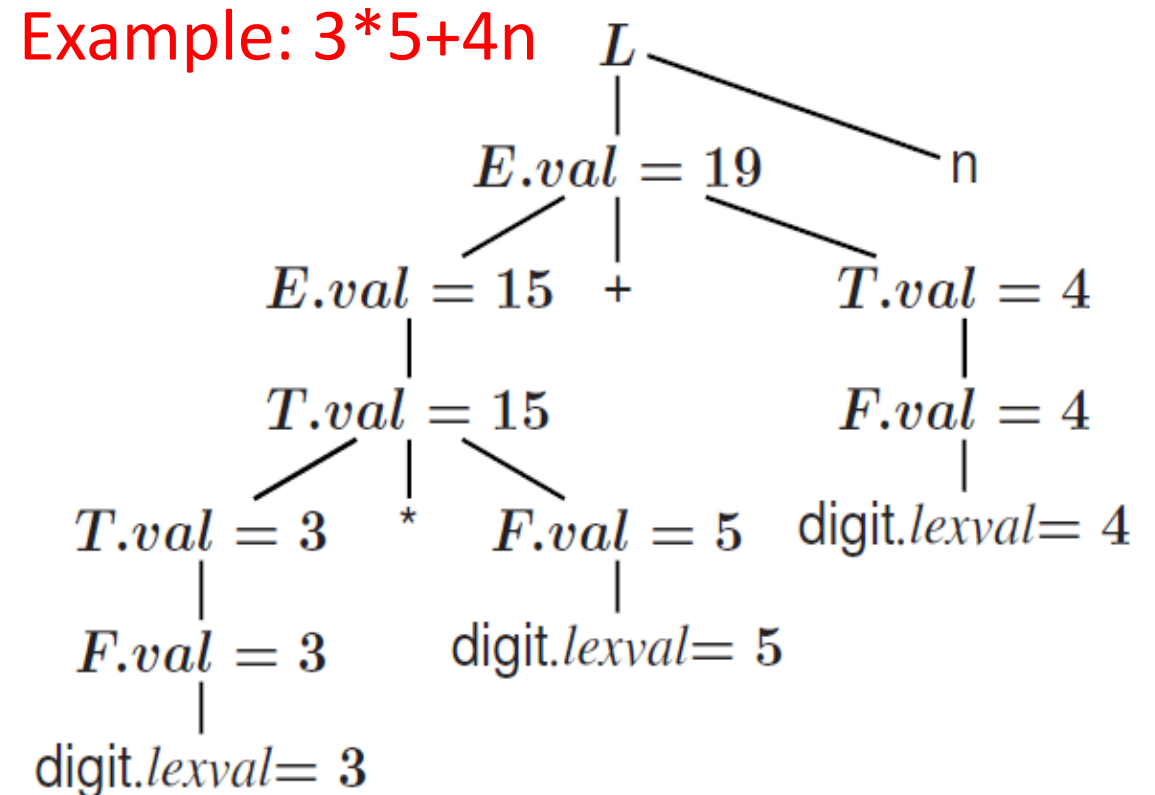 Example: 3*5+4n
L
E.val = 19 n
E.val = 15 + T.val = 4
T.val = 15 F.val = 4
T.val = 3 * F.val = 5 digit.lexval= 4
F.val = 3 digit.lexval= 5
digit.lexval= 3